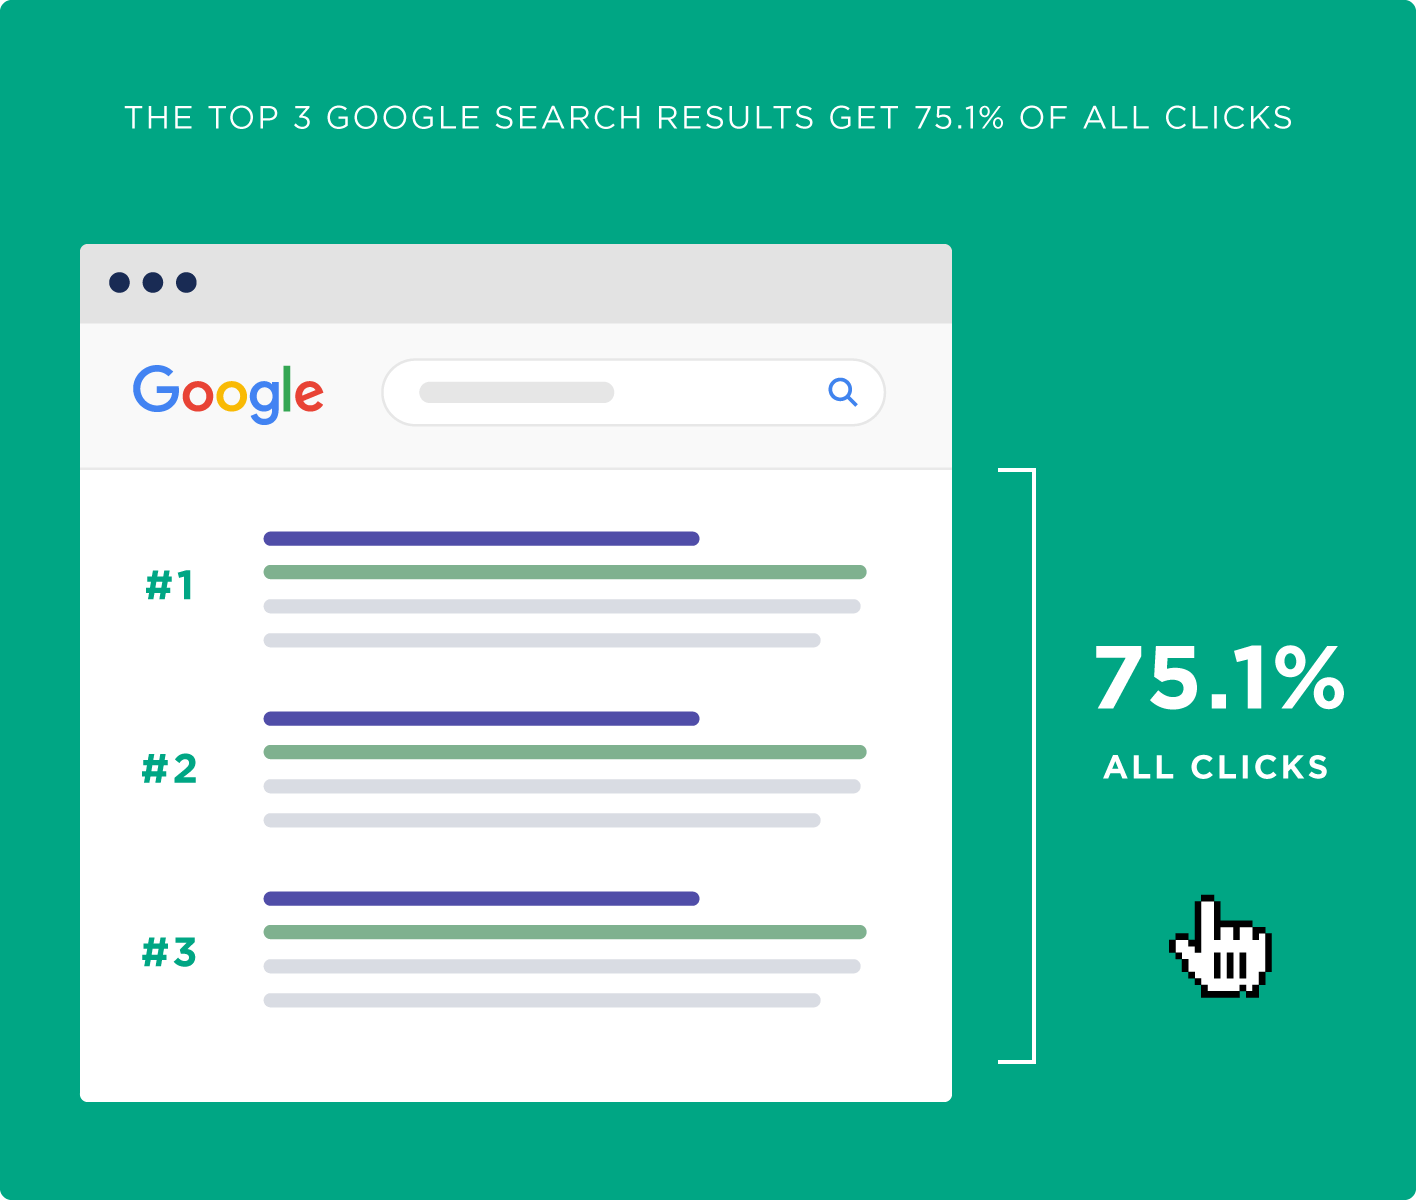 THE TOP 3 GOOGLE SEARCH RESULTS GET 75.1% OF ALL CLICKS
Google
#1
#2
#3
75.1%
ALL CLICKS